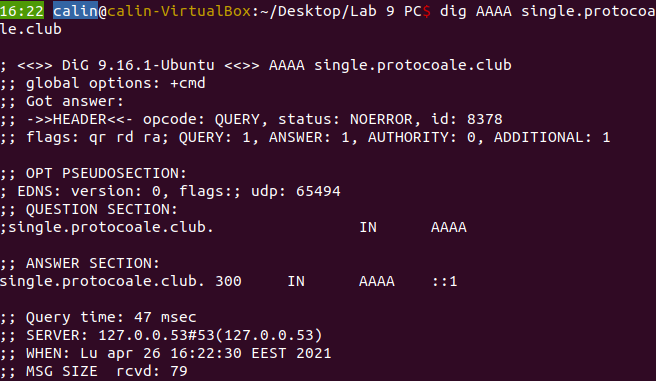 16:22 calin@calin-VirtualBox:~/Desktop/Lab 9 PC$ dig AAAA single.protocoa
le.club
; <<>> DiG 9.16.1-Ubuntu <<>> AAAA single.protocoale.club
;; global options: +cmd
;; Got answer:
;; ->>HEADER<<- opcode: QUERY, status: NOERROR, id: 8378
;; flags: qr rd ra; QUERY: 1, ANSWER: 1, AUTHORITY: 0, ADDITIONAL: 1
;; OPT PSEUDOSECTION:
; EDNS: version: 0, flags:; udp: 65494
;; QUESTION SECTION:
;single.protocoale.club. IN AAAA
;; ANSWER SECTION:
single.protocoale.club. 300 IN AAAA ::1
;; Query time: 47 msec
;; SERVER: 127.0.0.53#53(127.0.0.53)
;; WHEN: Lu apr 26 16:22:30 EEST 2021
;; MSG SIZE rcvd: 79